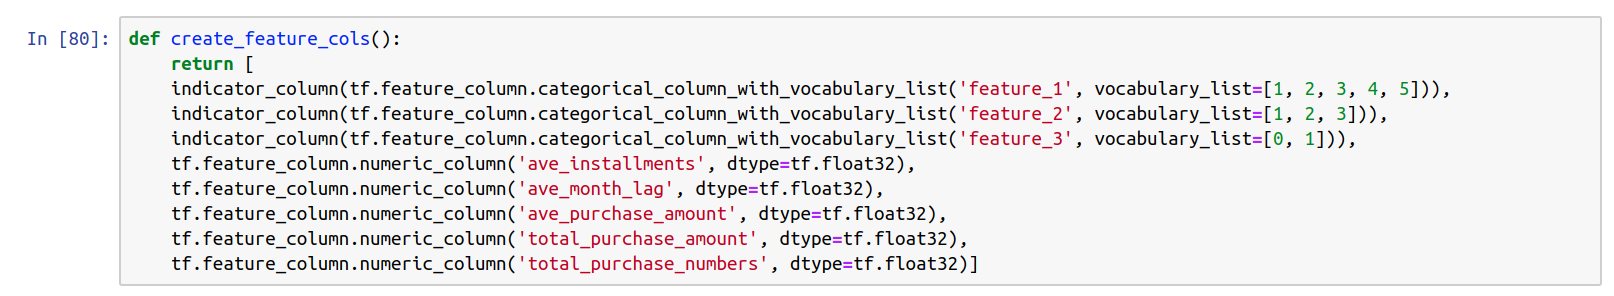 In [80]: def create_feature_cols():
    return [
    indicator_column(tf.feature_column.categorical_column_with_vocabulary_list('feature_1', vocabulary_list=[1, 2, 3, 4, 5])),
    indicator_column(tf.feature_column.categorical_column_with_vocabulary_list('feature_2', vocabulary_list=[1, 2, 3])),
    indicator_column(tf.feature_column.categorical_column_with_vocabulary_list('feature_3', vocabulary_list=[0, 1])),
    tf.feature_column.numeric_column('ave_installments', dtype=tf.float32),
    tf.feature_column.numeric_column('ave_month_lag', dtype=tf.float32),
    tf.feature_column.numeric_column('ave_purchase_amount', dtype=tf.float32),
    tf.feature_column.numeric_column('total_purchase_amount', dtype=tf.float32),
    tf.feature_column.numeric_column('total_purchase_numbers', dtype=tf.float32)]